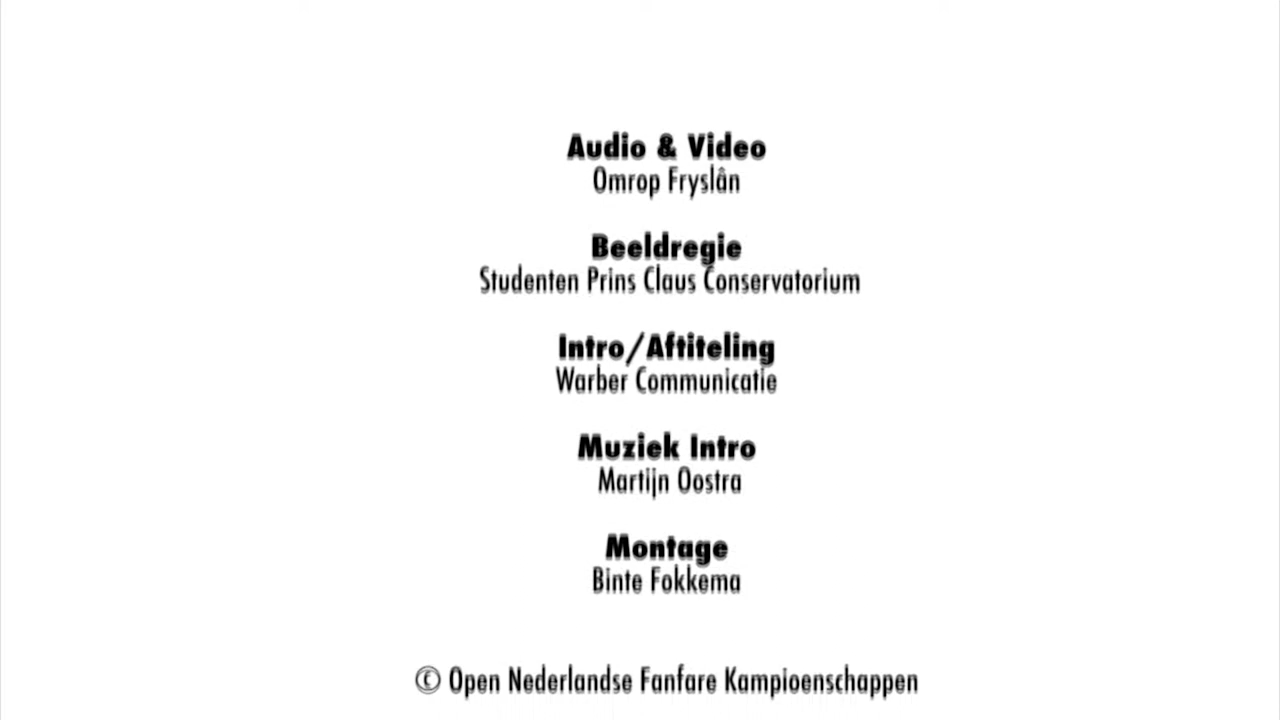 Audio & Video
Omrop Fryslân
Beeldregie
Studenten Prins Claus Conservatorium
Intro/Aftiteling
Warber Communicatie
Muziek Intro
Martijn Oostra
Montage
Binte Fokkema
© Open Nederlandse Fanfare Kampioenschappen